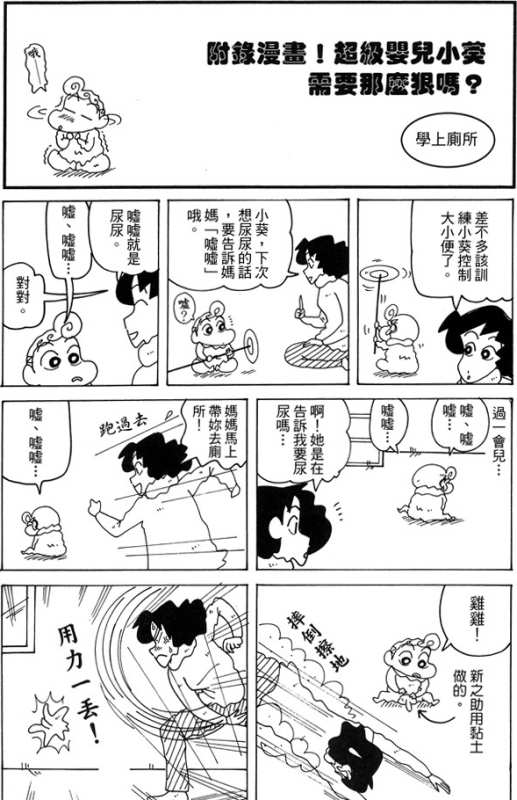 附錄漫畫！超級嬰兒小葵
需要那麼狠嗎？
哦
學上廁所
差不多該訓
練小葵控制
大小便了。
小葵，下次
想尿尿的話
，要告訴媽
媽「噓噓」
哦。
噓？
噓噓就是
尿尿。
噓、噓噓…
對對。
過一會兒…
噓、噓
噓…
噓噓…
啊！她是在
告訴我要尿
尿嗎…
媽媽馬上
帶妳去廁
所！
跑過去
噓、噓噓…
雞雞！
新之助用黏土
做的。
摔倒擦地
用力一丟！